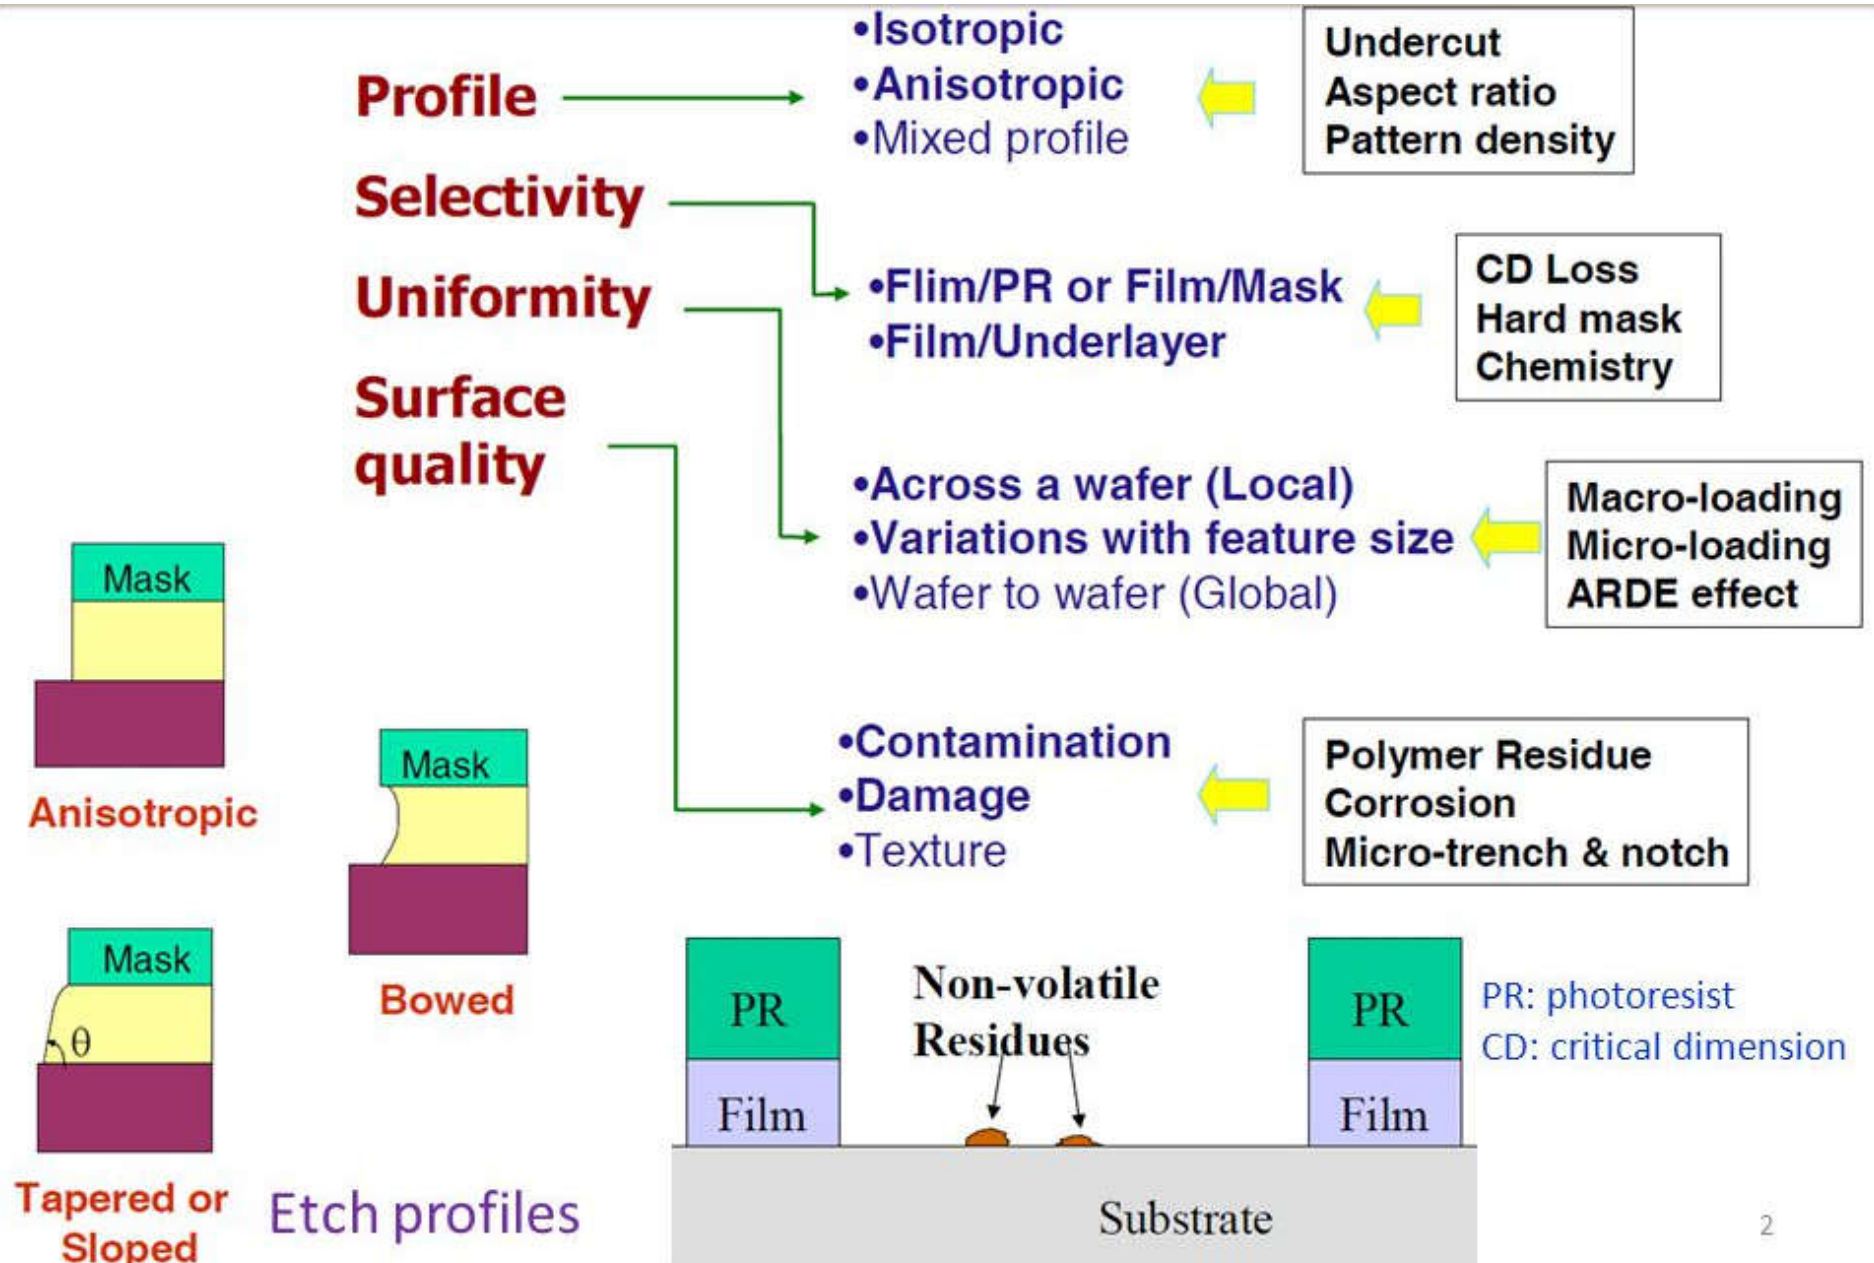 Profile
•Isotropic
•Anisotropic
•Mixed profile
Undercut
Aspect ratio
Pattern density
Selectivity
•Flim/PR or Film/Mask
•Film/Underlayer
CD Loss
Hard mask
Chemistry
Uniformity
•Across a wafer (Local)
•Variations with feature size
•Wafer to wafer (Global)
Macro-loading
Micro-loading
ARDE effect
Surface
quality
•Contamination
•Damage
•Texture
Polymer Residue
Corrosion
Micro-trench & notch
Mask
Anisotropic
Mask
Bowed
Mask
θ
Tapered or
Sloped
Etch profiles
PR
Film
Non-volatile
Residues
PR
Film
Substrate
PR: photoresist
CD: critical dimension
2